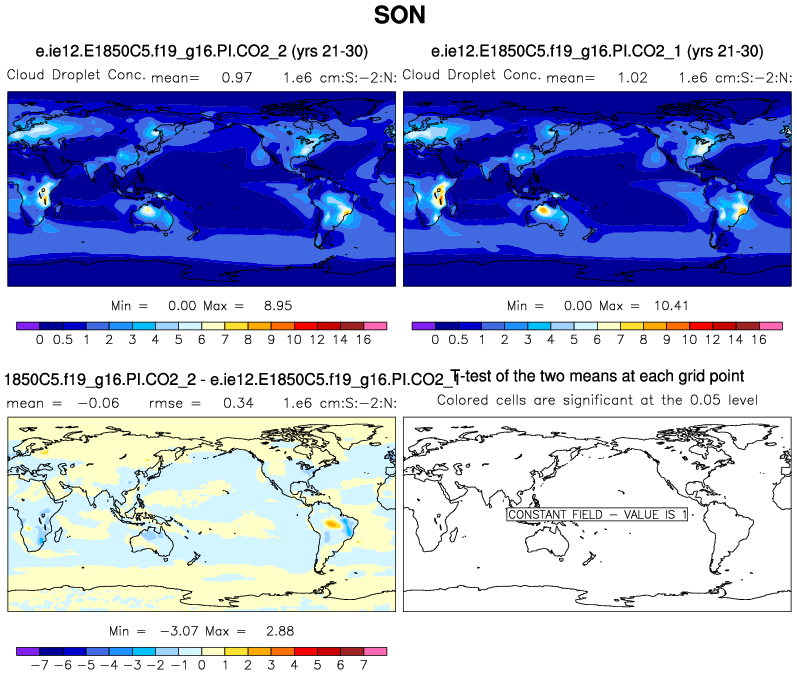 SON
e.ie12.E1850C5.f19_g16.PI.CO2_2 (yrs 21-30)
Cloud Droplet Conc. mean= 0.97 1.e6 cm:S:-2:N:
Min = 0.00 Max = 8.95
0 0.5 1 2 3 4 5 6 7 8 9 10 12 14 16
e.ie12.E1850C5.f19_g16.PI.CO2_1 (yrs 21-30)
Cloud Droplet Conc. mean= 1.02 1.e6 cm:S:-2:N:
Min = 0.00 Max = 10.41
0 0.5 1 2 3 4 5 6 7 8 9 10 12 14 16
1850C5.f19_g16.PI.CO2_2 - e.ie12.E1850C5.f19_g16.PI.CO2_
mean = -0.06 rmse = 0.34 1.e6 cm:S:-2:N:
Min = -3.07 Max = 2.88
-7 -6 -5 -4 -3 -2 -1 0 1 2 3 4 5 6 7
T-test of the two means at each grid point
Colored cells are significant at the 0.05 level
CONSTANT FIELD - VALUE IS 1